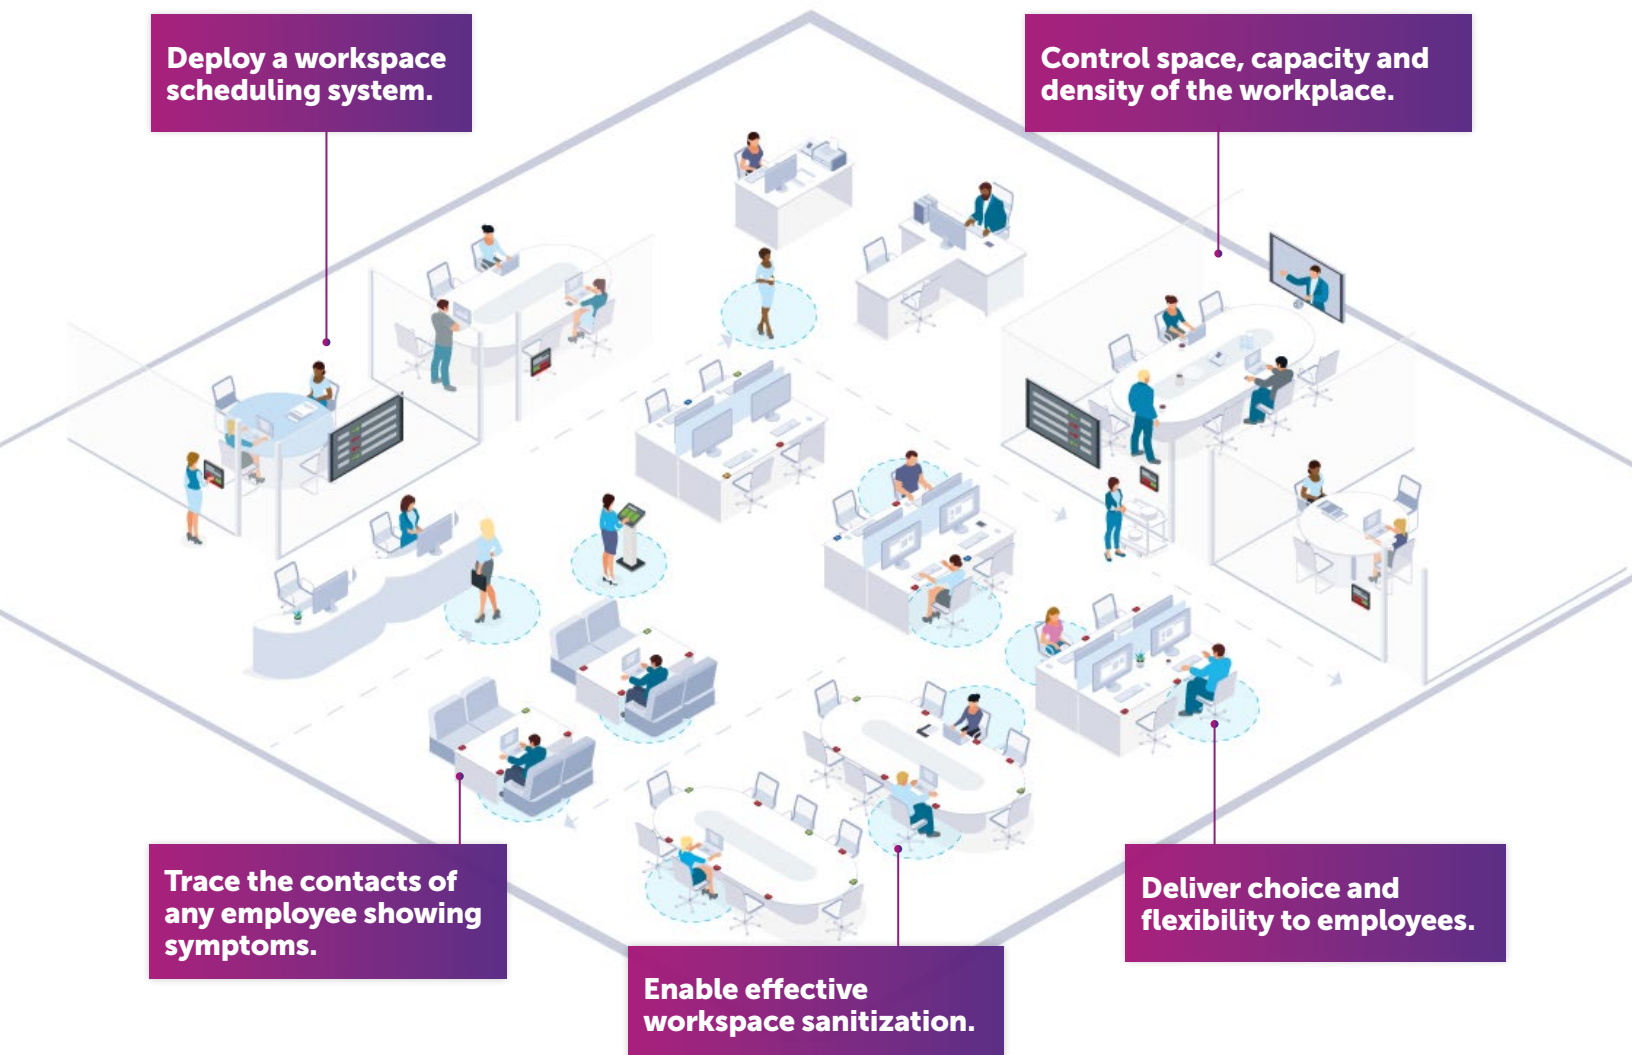 Deploy a workspace
scheduling system.
Control space, capacity and
density of the workplace.
Trace the contacts of
any employee showing
symptoms.
Enable effective
workspace sanitization.
Deliver choice and
flexibility to employees.